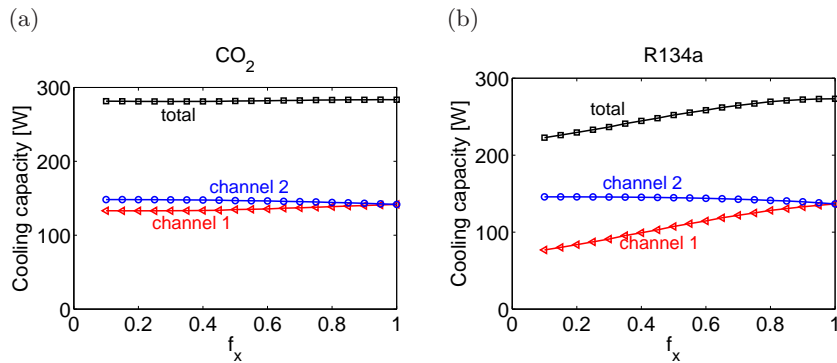 (a)
CO2
Cooling capacity [W]
300
200
100
0
total
channel 2
channel 1
0 0.2 0.4 0.6 0.8 1
f_x
(b)
R134a
Cooling capacity [W]
300
200
100
0
total
channel 2
channel 1
0 0.2 0.4 0.6 0.8 1
f_x